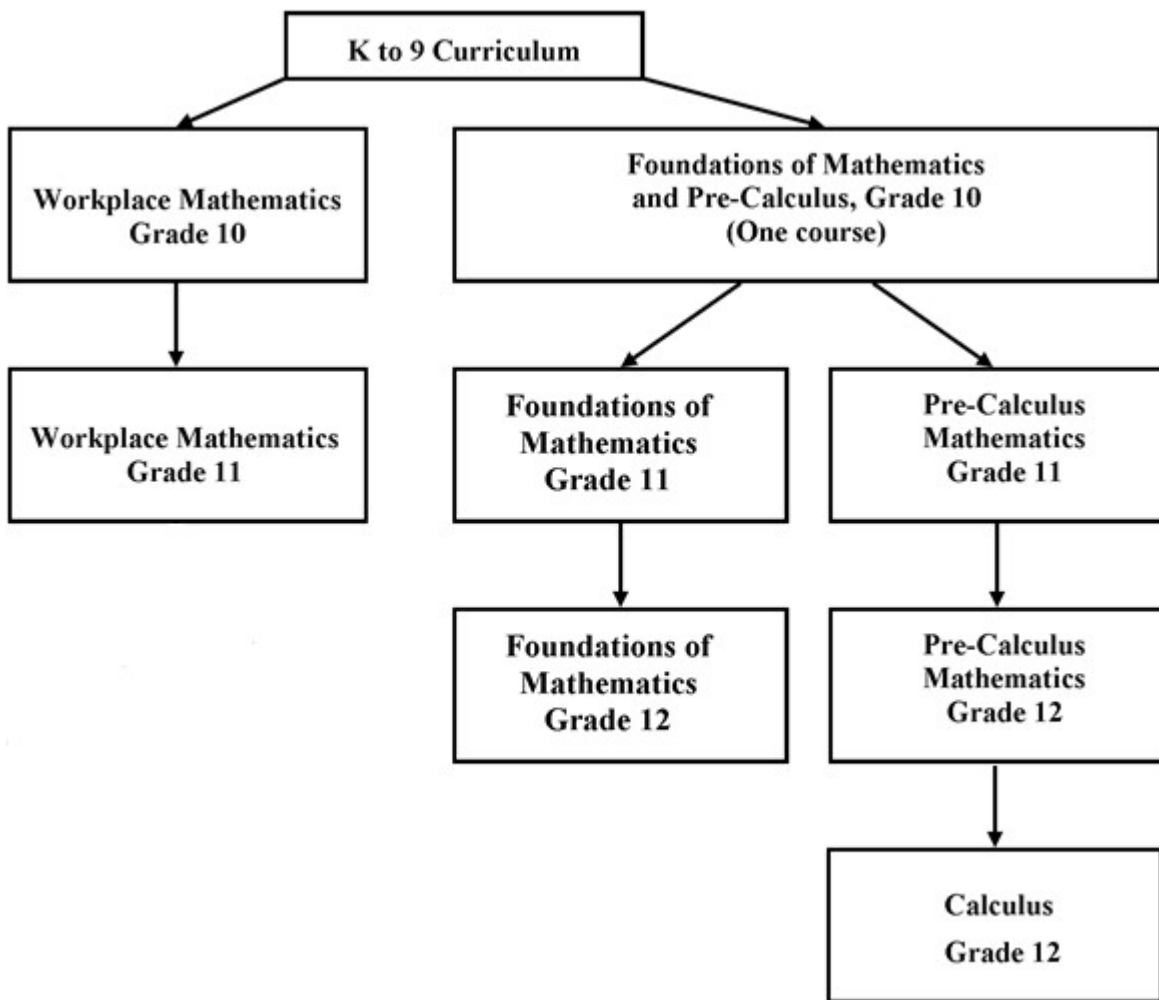 K to 9 Curriculum
Workplace Mathematics
Grade 10
Foundations of Mathematics
and Pre-Calculus, Grade 10
(One course)
Workplace Mathematics
Grade 11
Foundations of
Mathematics
Grade 11
Pre-Calculus
Mathematics
Grade 11
Foundations of
Mathematics
Grade 12
Pre-Calculus
Mathematics
Grade 12
Calculus
Grade 12